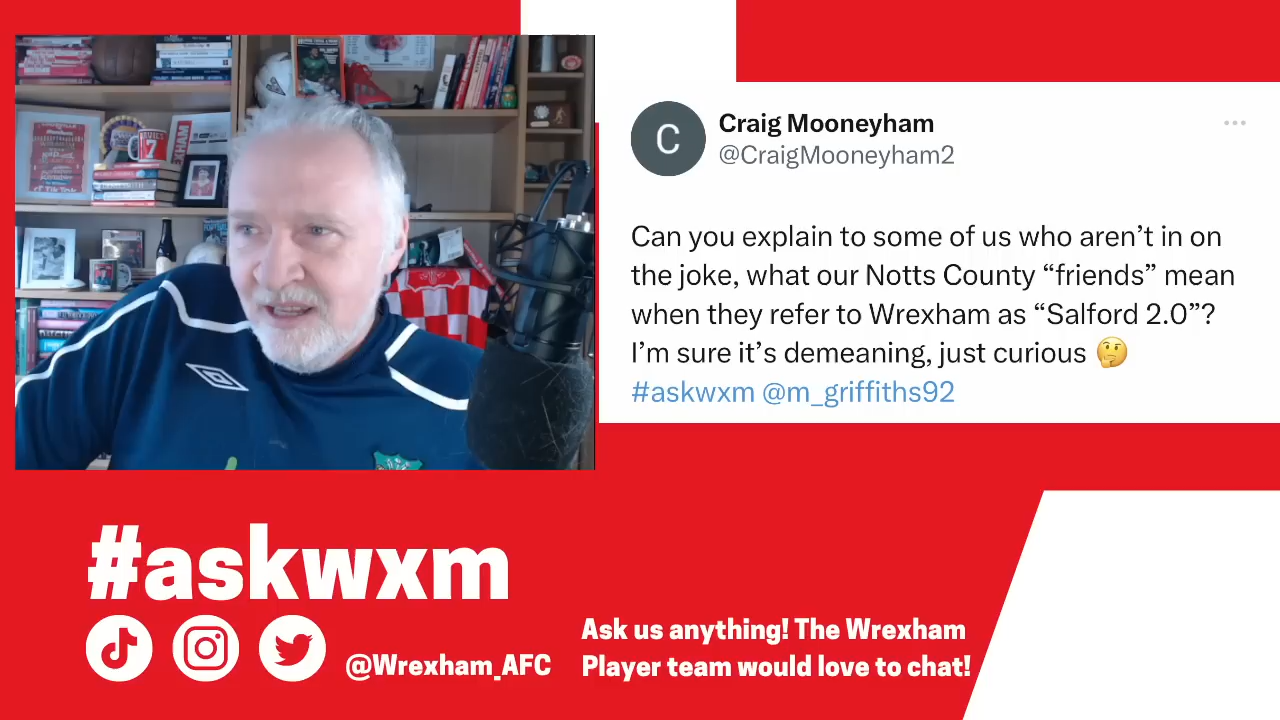 Craig Mooneyham
@CraigMooneyham2
Can you explain to some of us who aren’t in on
the joke, what our Notts County “friends” mean
when they refer to Wrexham as “Salford 2.0”?
I’m sure it’s demeaning, just curious 🤔
#askwxm @m_griffiths92
C
DAVIES
7
#askwxm
@Wrexham_AFC
Ask us anything! The Wrexham
Player team would love to chat!